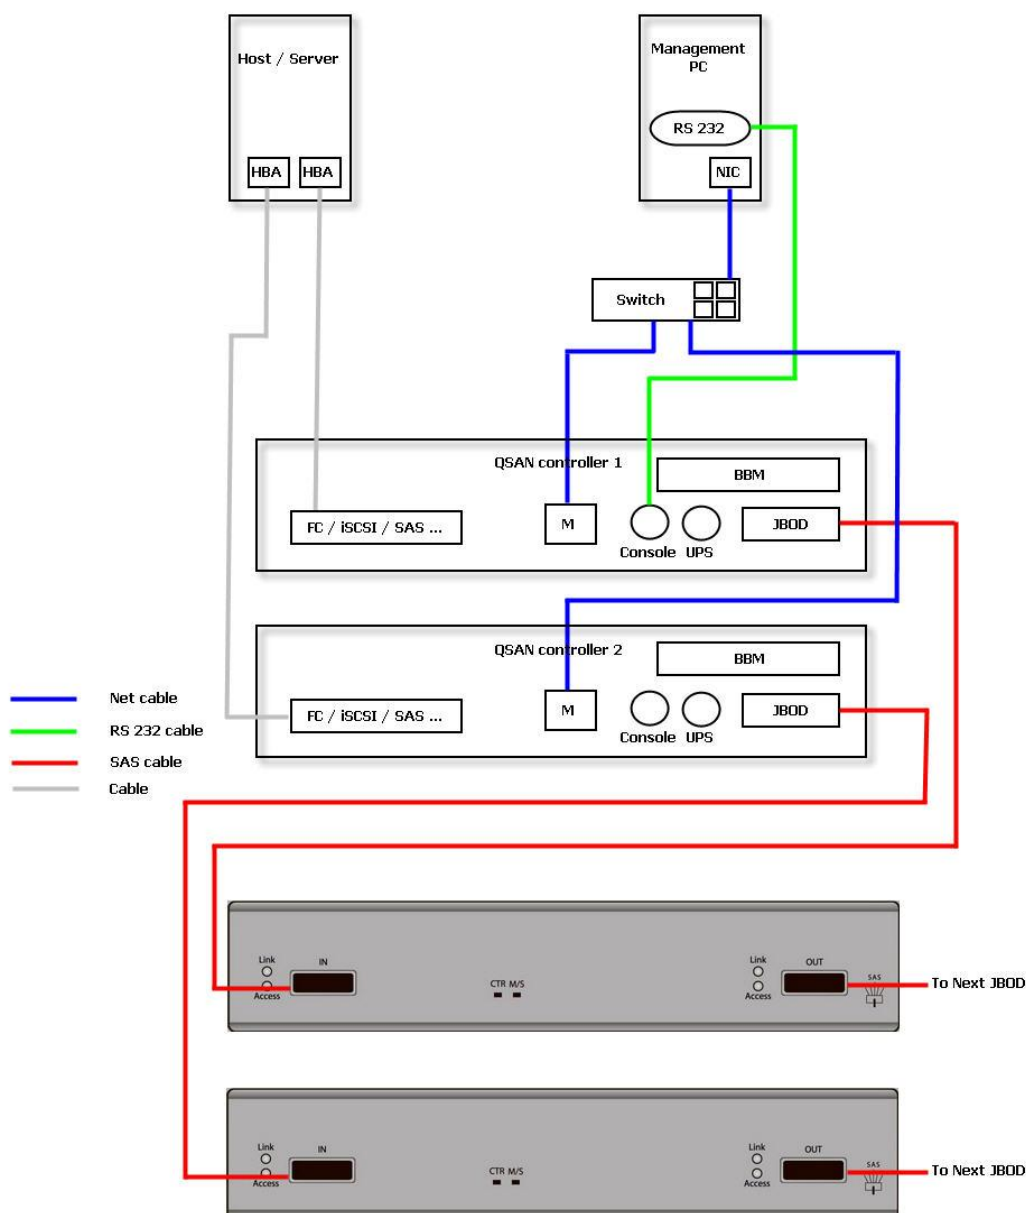 Host / Server
HBA
HBA
Management
PC
RS 232
NIC
Switch
QSAN controller 1
BBM
FC / iSCSI / SAS ...
M
Console
UPS
JBOD
QSAN controller 2
BBM
FC / iSCSI / SAS ...
M
Console
UPS
JBOD
Net cable
RS 232 cable
SAS cable
Cable
Link
Access
IN
CTR M/S
Link
Access
OUT
SAS
To Next JBOD
Link
Access
IN
CTR M/S
Link
Access
OUT
SAS
To Next JBOD